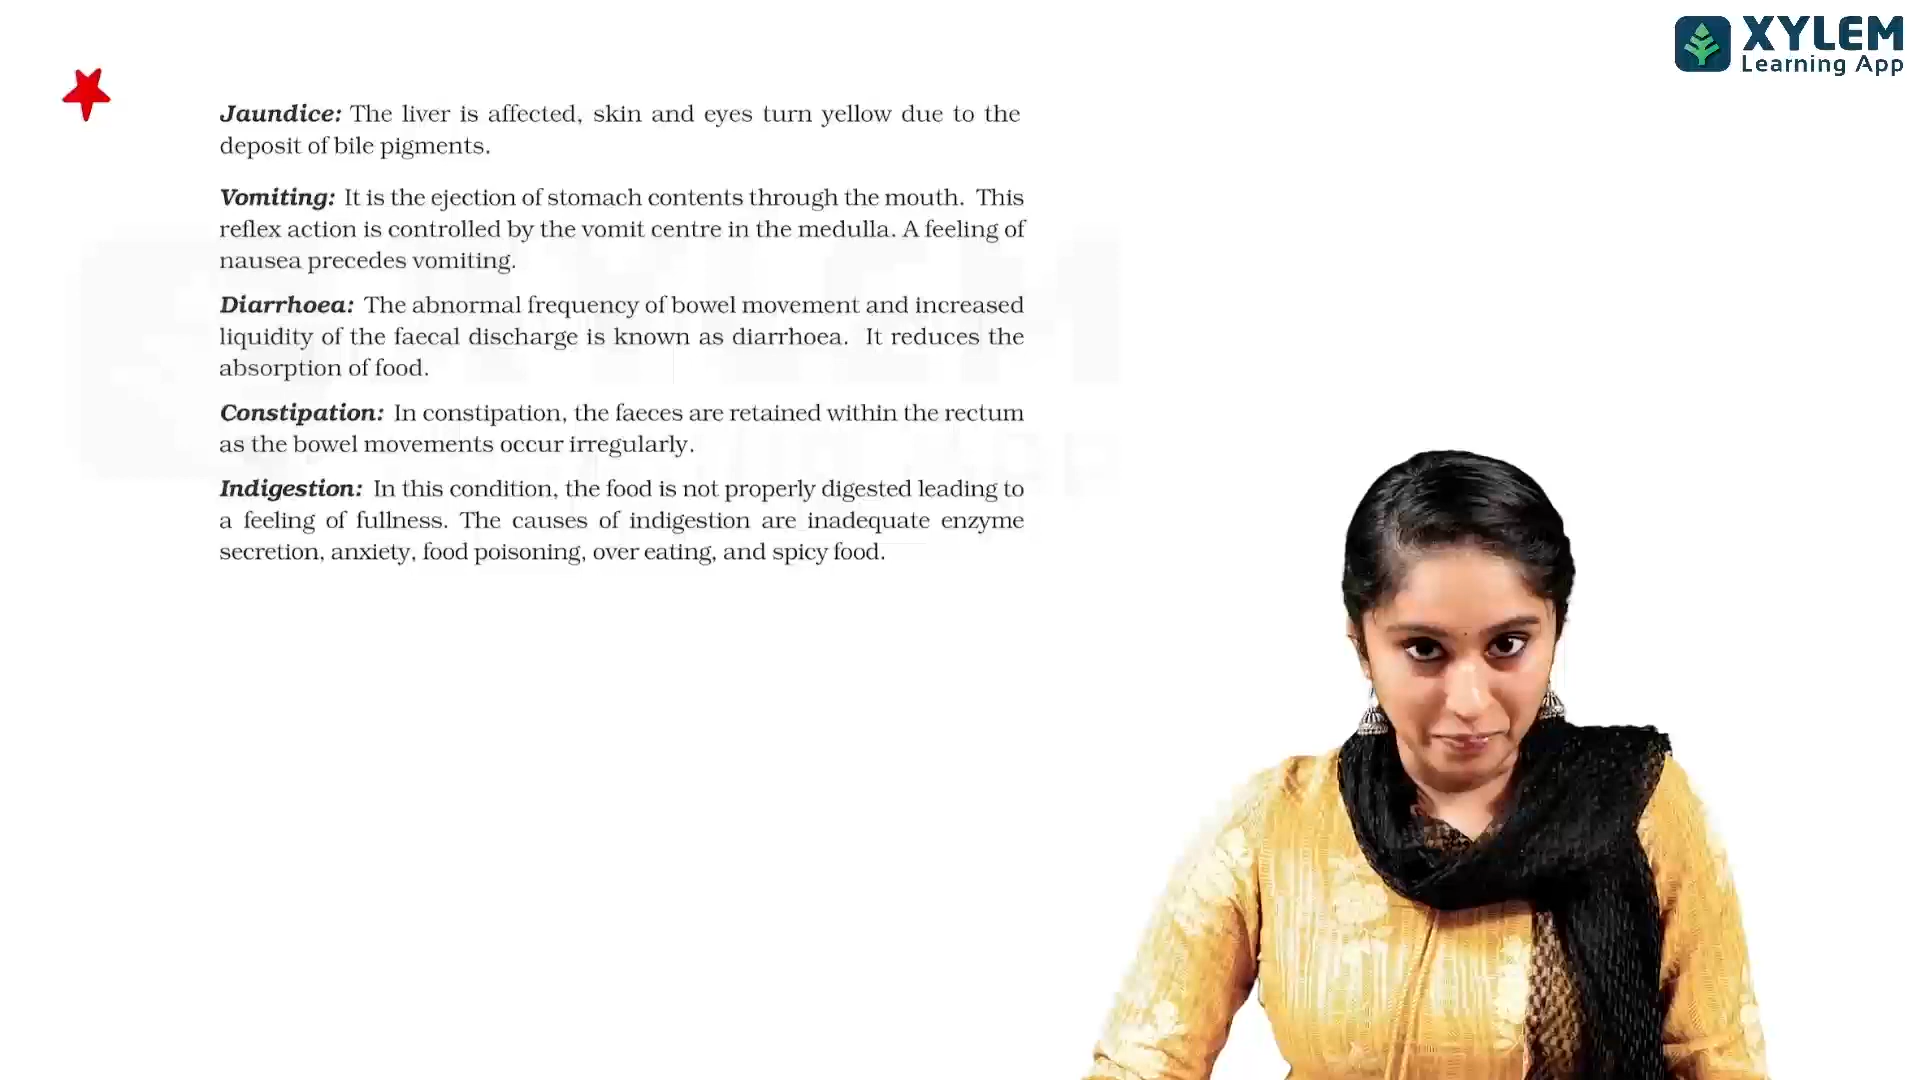 XYLEM
Learning App
Jaundice: The liver is affected, skin and eyes turn yellow due to the
deposit of bile pigments.
Vomiting: It is the ejection of stomach contents through the mouth. This
reflex action is controlled by the vomit centre in the medulla. A feeling of
nausea precedes vomiting.
Diarrhoea: The abnormal frequency of bowel movement and increased
liquidity of the faecal discharge is known as diarrhoea. It reduces the
absorption of food.
Constipation: In constipation, the faeces are retained within the rectum
as the bowel movements occur irregularly.
Indigestion: In this condition, the food is not properly digested leading to
a feeling of fullness. The causes of indigestion are inadequate enzyme
secretion, anxiety, food poisoning, over eating, and spicy food.